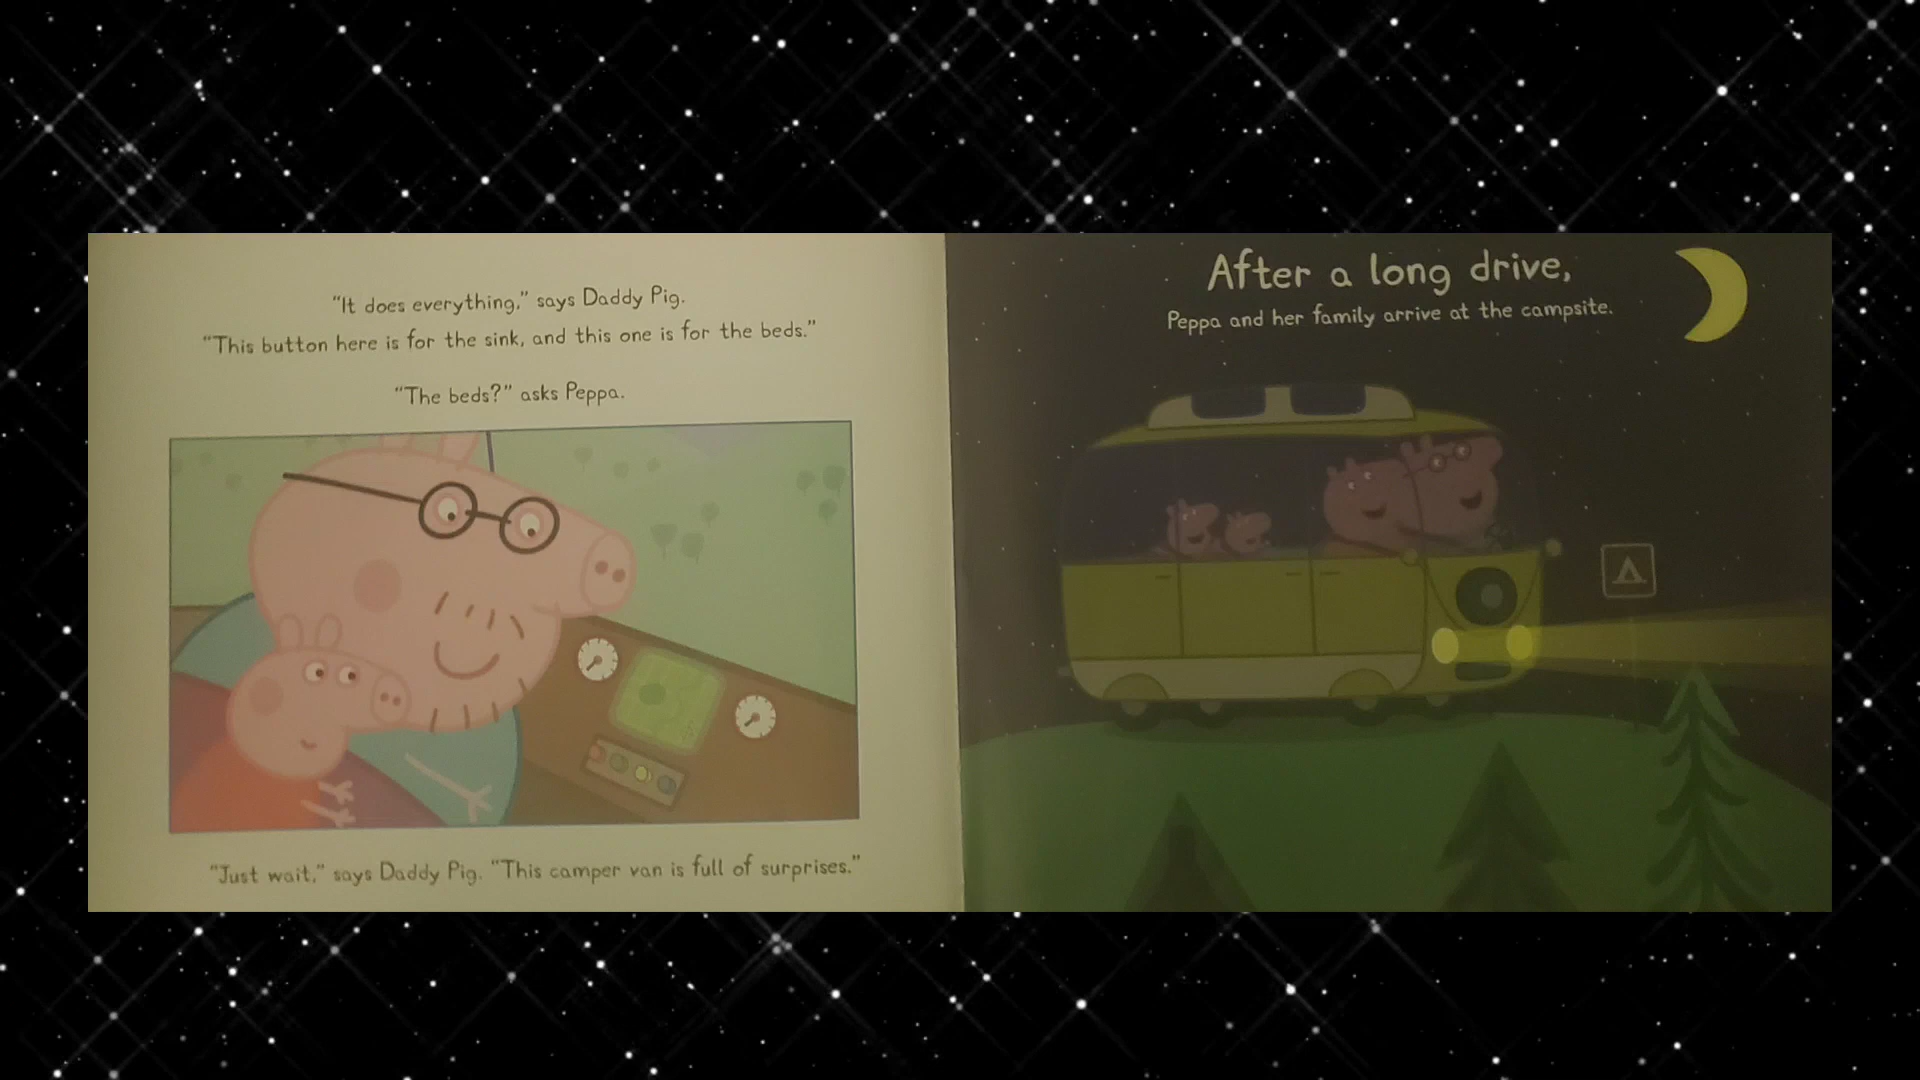 “It does everything,” says Daddy Pig.
“This button here is for the sink, and this one is for the beds.”
“The beds?” asks Peppa.
“Just wait,” says Daddy Pig. “This camper van is full of surprises.”
After a long drive,
Peppa and her family arrive at the campsite.